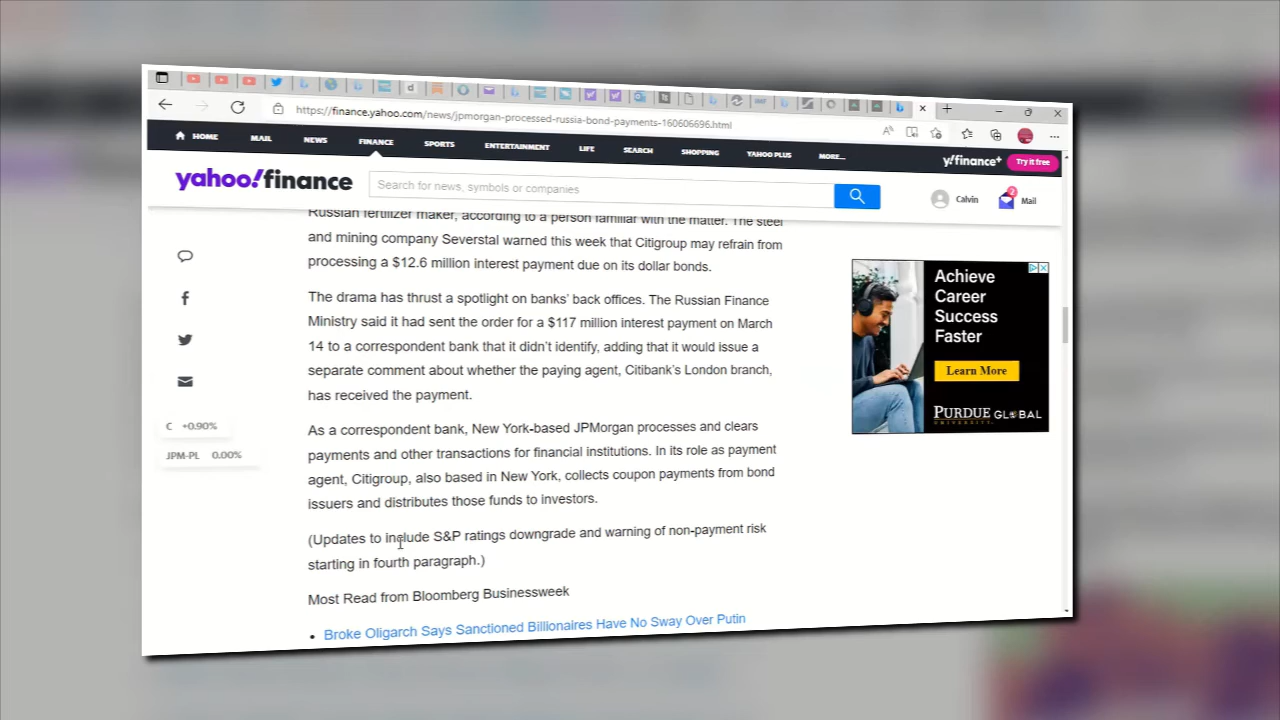 https://finance.yahoo.com/news/jpmorgan-processed-russia-bond-payments-160606696.html
HOME MAIL NEWS FINANCE SPORTS ENTERTAINMENT LIFE SEARCH SHOPPING YAHOO PLUS MORE... y!finance+ Try it free
yahoo!finance Search for news, symbols or companies Calvin 2 Mail
Russian fertilizer maker, according to a person familiar with the matter. The steel
and mining company Severstal warned this week that Citigroup may refrain from
processing a $12.6 million interest payment due on its dollar bonds.
The drama has thrust a spotlight on banks' back offices. The Russian Finance
Ministry said it had sent the order for a $117 million interest payment on March
14 to a correspondent bank that it didn't identify, adding that it would issue a
separate comment about whether the paying agent, Citibank's London branch,
has received the payment.
As a correspondent bank, New York-based JPMorgan processes and clears
payments and other transactions for financial institutions. In its role as payment
agent, Citigroup, also based in New York, collects coupon payments from bond
issuers and distributes those funds to investors.
(Updates to include S&P ratings downgrade and warning of non-payment risk
starting in fourth paragraph.)
Most Read from Bloomberg Businessweek
• Broke Oligarch Says Sanctioned Billionaires Have No Sway Over Putin
C +0.90%
JPM-PL 0.00%
Achieve
Career
Success
Faster
Learn More
PURDUE GLOBAL
UNIVERSITY